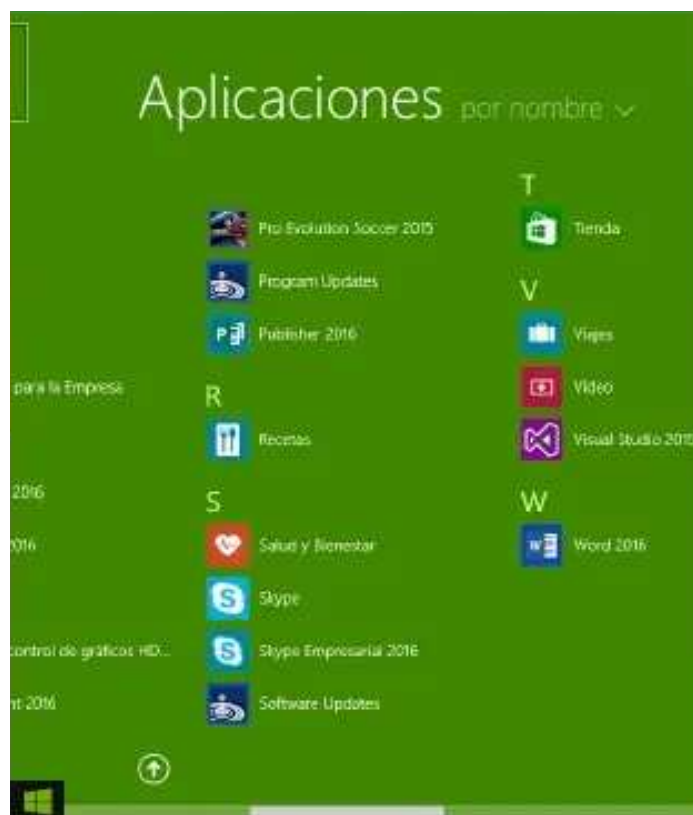 Aplicaciones por nombre
para la Empresa
2016
2016
control de gráficos HD...
nt 2016
Pro Evolution Soccer 2015
Program Updates
Publisher 2016
R
Recetas
S
Salud y Bienestar
Skype
Skype Empresarial 2016
Software Updates
T
Tienda
V
Viajes
Vídeo
Visual Studio 2015
W
Word 2016